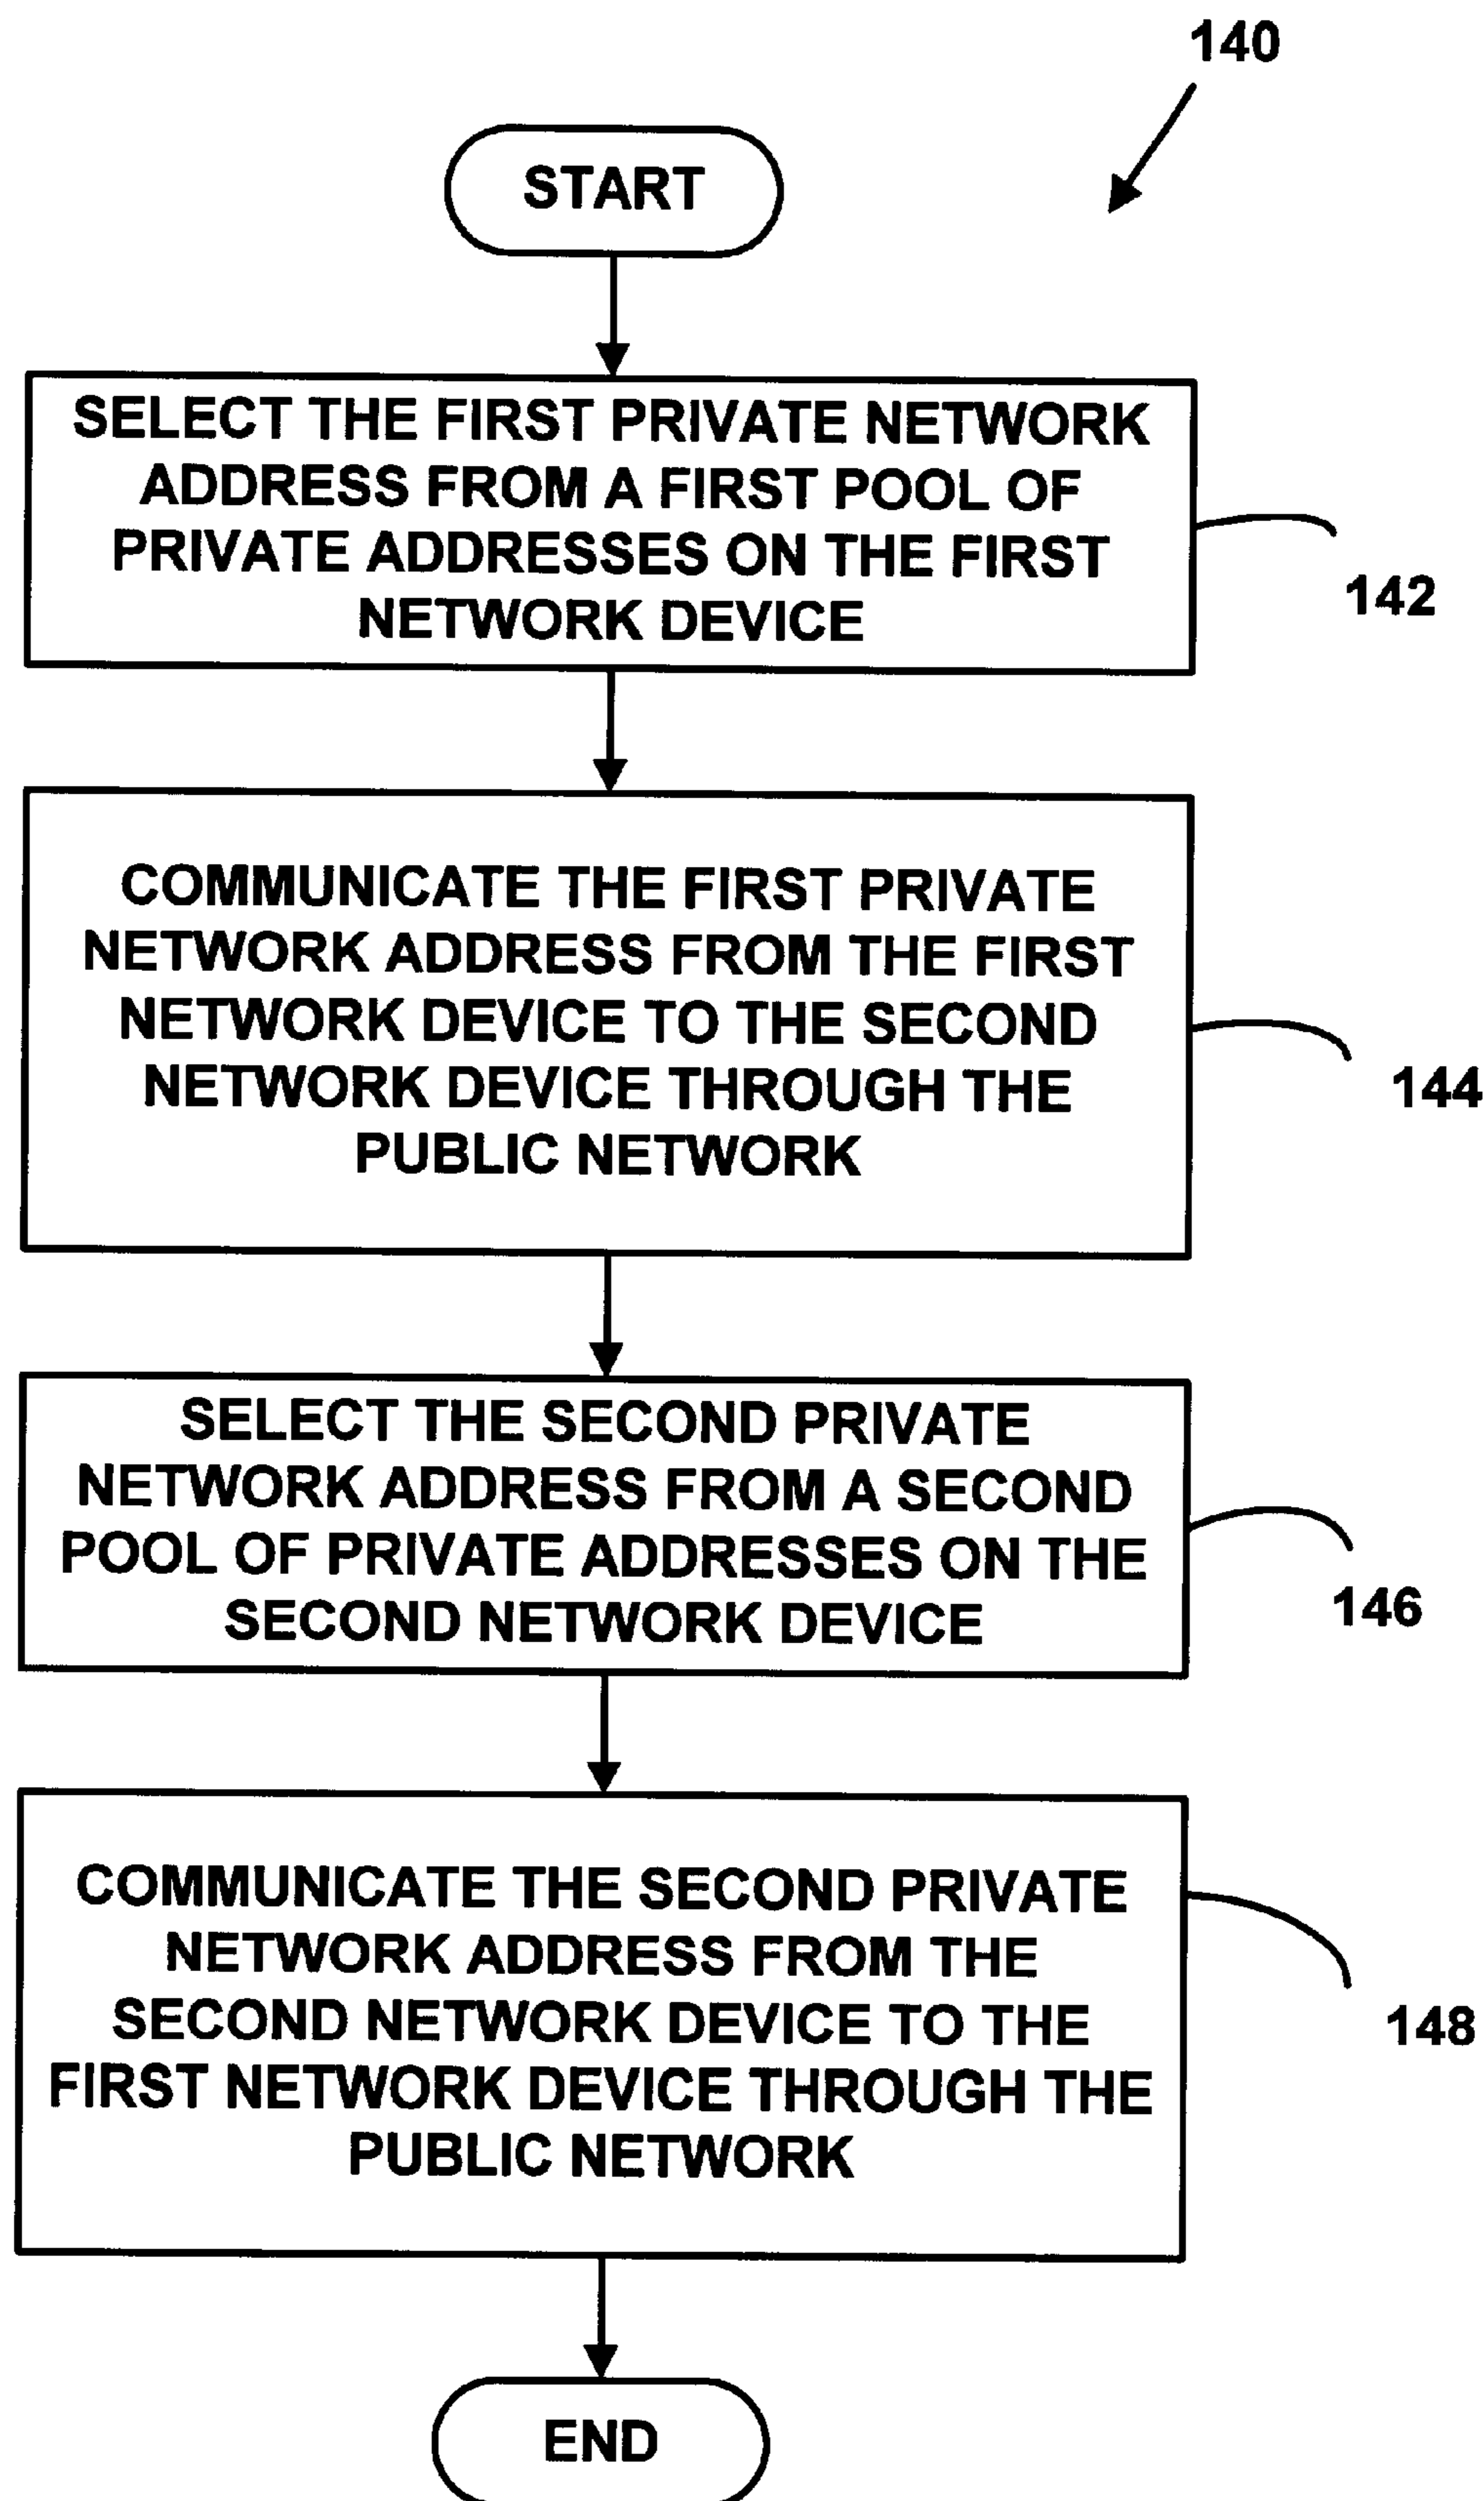 140
START
SELECT THE FIRST PRIVATE NETWORK
ADDRESS FROM A FIRST POOL OF
PRIVATE ADDRESSES ON THE FIRST
NETWORK DEVICE
142
COMMUNICATE THE FIRST PRIVATE
NETWORK ADDRESS FROM THE FIRST
NETWORK DEVICE TO THE SECOND
NETWORK DEVICE THROUGH THE
PUBLIC NETWORK
144
SELECT THE SECOND PRIVATE
NETWORK ADDRESS FROM A SECOND
POOL OF PRIVATE ADDRESSES ON THE
SECOND NETWORK DEVICE
146
COMMUNICATE THE SECOND PRIVATE
NETWORK ADDRESS FROM THE
SECOND NETWORK DEVICE TO THE
FIRST NETWORK DEVICE THROUGH THE
PUBLIC NETWORK
148
END